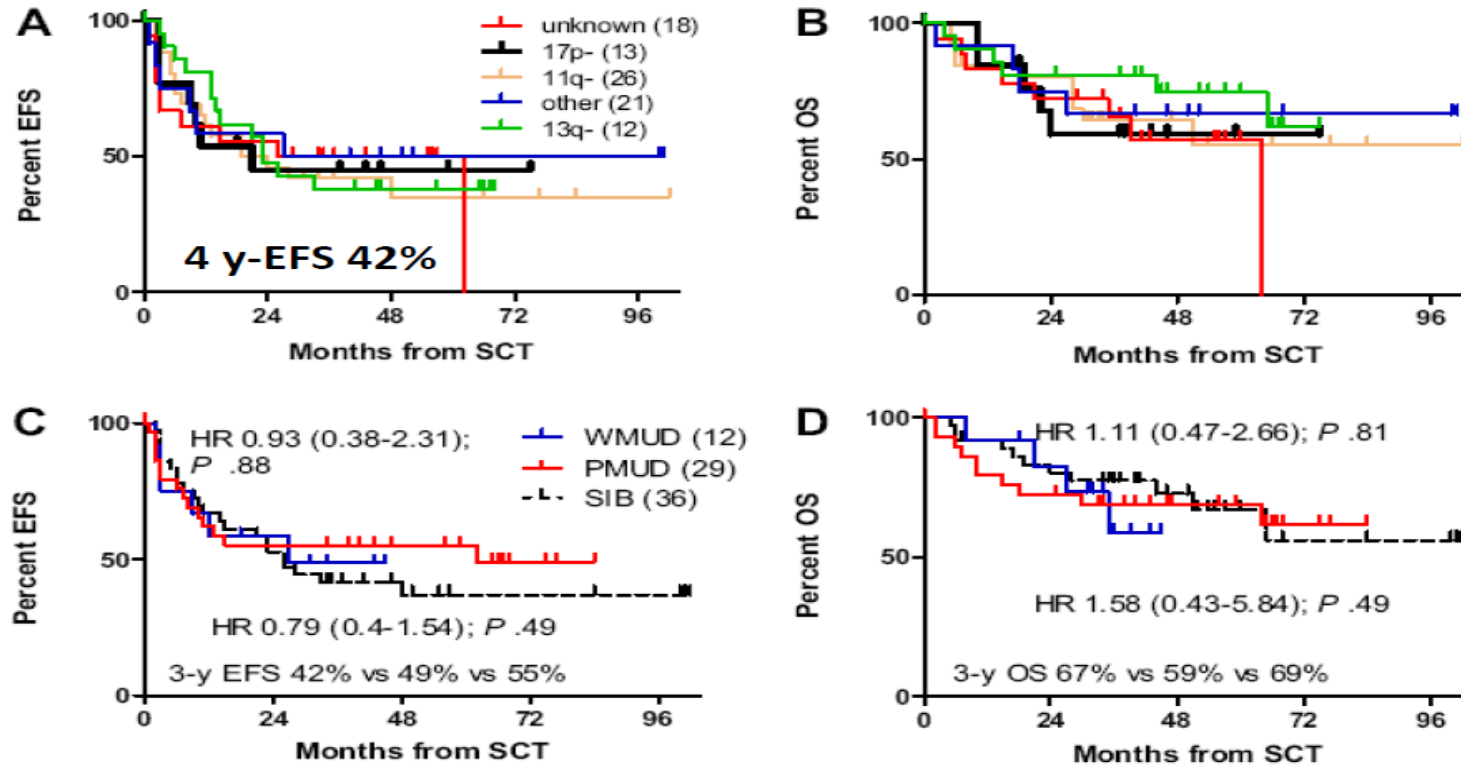 A
Percent EFS
100
50
0
0 24 48 72 96
Months from SCT
unknown (18)
17p- (13)
11q- (26)
other (21)
13q- (12)
4 y-EFS 42%
B
Percent OS
100
50
0
0 24 48 72 96
Months from SCT
C
Percent EFS
100
50
0
0 24 48 72 96
Months from SCT
HR 0.93 (0.38-2.31);
P .88
WMUD (12)
PMUD (29)
SIB (36)
HR 0.79 (0.4-1.54); P .49
3-y EFS 42% vs 49% vs 55%
D
Percent OS
100
50
0
0 24 48 72 96
Months from SCT
HR 1.11 (0.47-2.66); P .81
HR 1.58 (0.43-5.84); P .49
3-y OS 67% vs 59% vs 69%